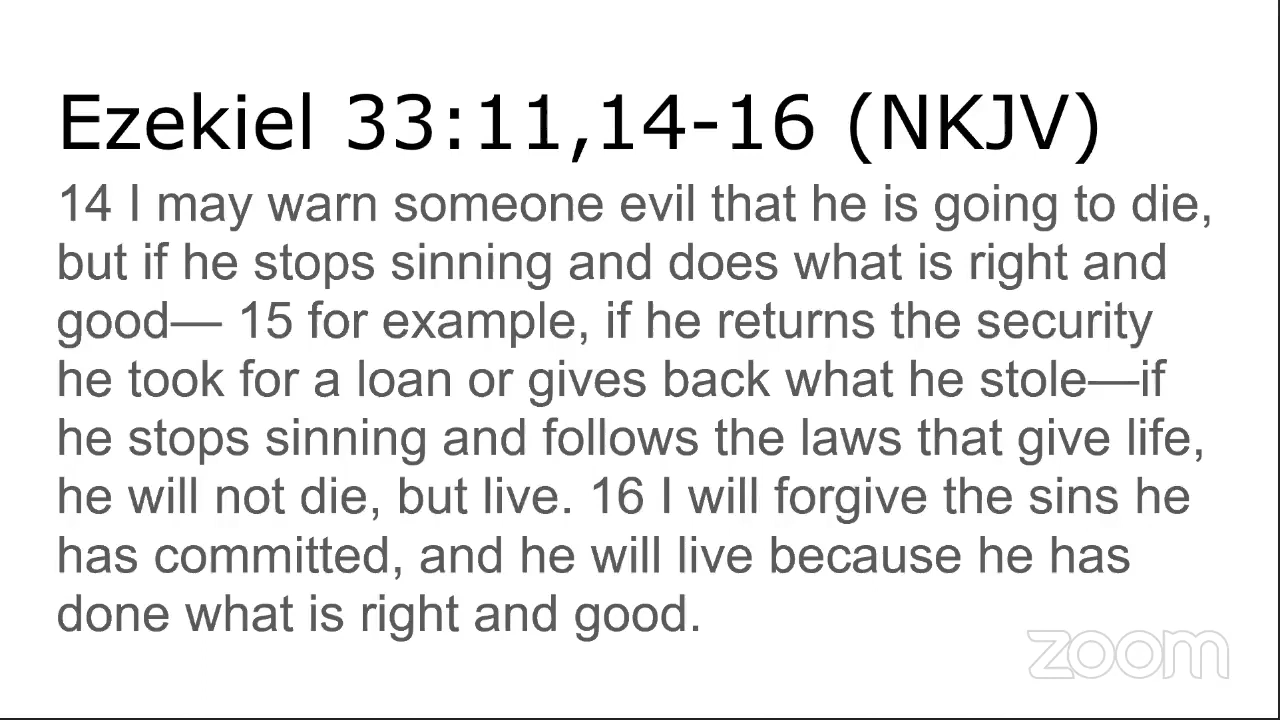 Ezekiel 33:11,14-16 (NKJV)
14 I may warn someone evil that he is going to die,
but if he stops sinning and does what is right and
good— 15 for example, if he returns the security
he took for a loan or gives back what he stole—if
he stops sinning and follows the laws that give life,
he will not die, but live. 16 I will forgive the sins he
has committed, and he will live because he has
done what is right and good.
zoom